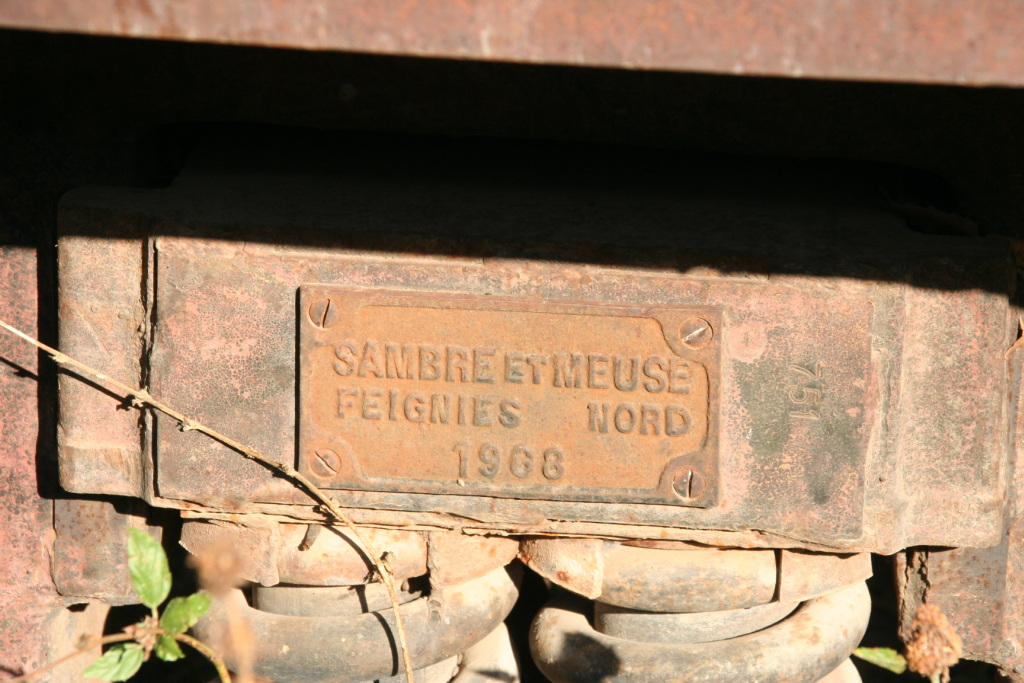 SAMBRE ET MEUSE
FEIGNIES NORD
1968
751